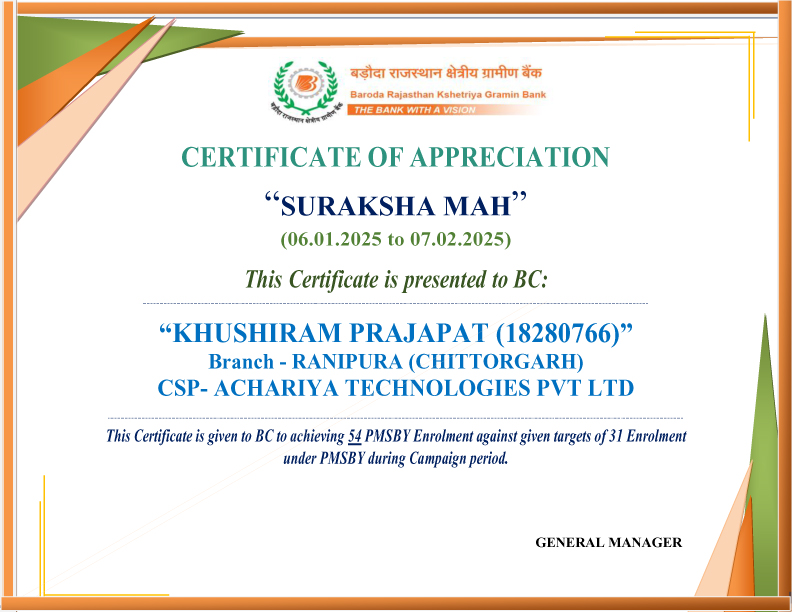 बड़ौदा राजस्थान क्षेत्रीय ग्रामीण बैंक
Baroda Rajasthan Kshetriya Gramin Bank
THE BANK WITH A VISION
बड़ौदा राजस्थान क्षेत्रीय ग्रामीण बैंक
CERTIFICATE OF APPRECIATION
“SURAKSHA MAH”
(06.01.2025 to 07.02.2025)
This Certificate is presented to BC:
“KHUSHIRAM PRAJAPAT (18280766)”
Branch - RANIPURA (CHITTORGARH)
CSP- ACHARIYA TECHNOLOGIES PVT LTD
This Certificate is given to BC to achieving 54 PMSBY Enrolment against given targets of 31 Enrolment
under PMSBY during Campaign period.
GENERAL MANAGER